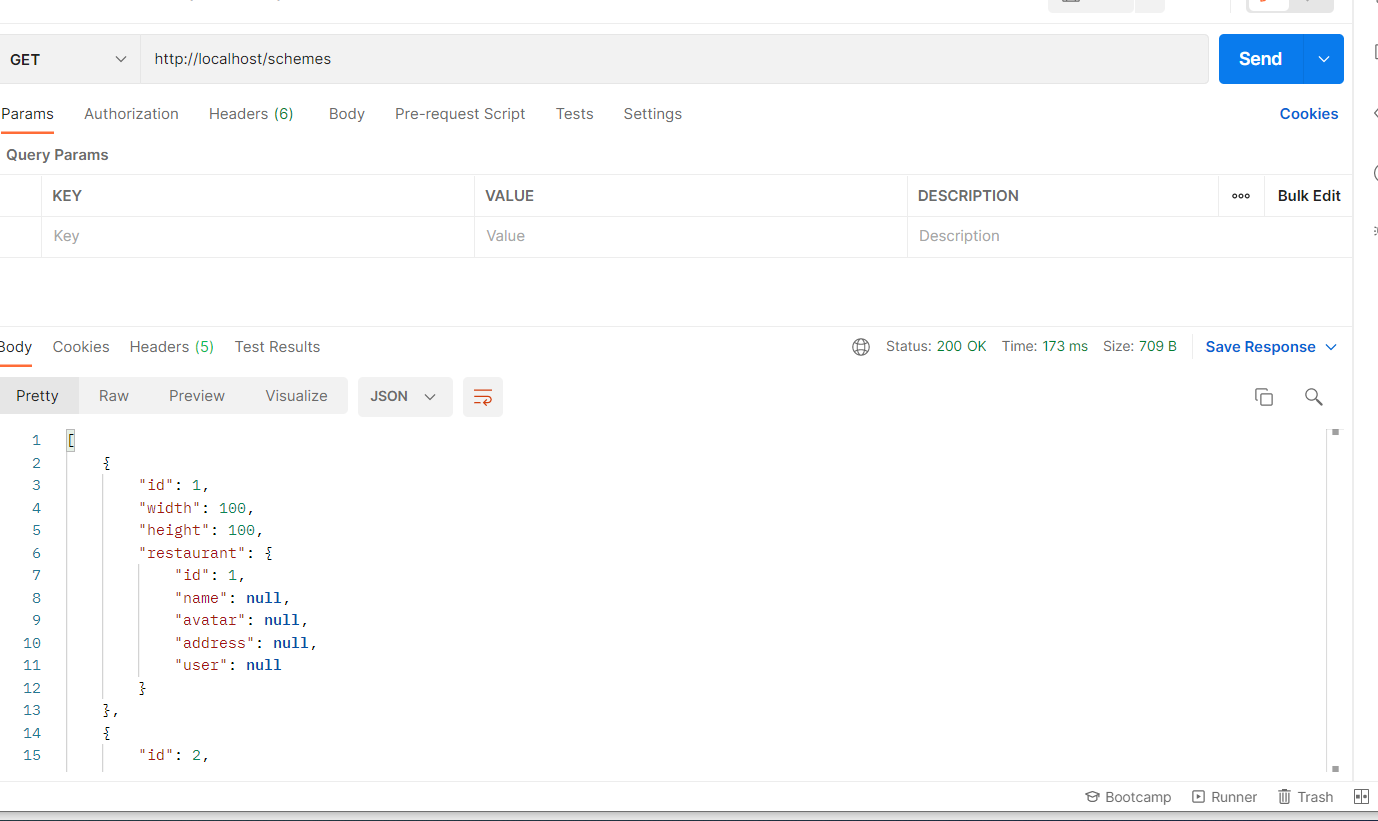 GET http://localhost/schemes Send
Params Authorization Headers (6) Body Pre-request Script Tests Settings Cookies
Query Params
KEY VALUE DESCRIPTION ooo Bulk Edit
Key Value Description
Body Cookies Headers (5) Test Results Status: 200 OK Time: 173 ms Size: 709 B Save Response
Pretty Raw Preview Visualize JSON
1 [
2 {
3 "id": 1,
4 "width": 100,
5 "height": 100,
6 "restaurant": {
7 "id": 1,
8 "name": null,
9 "avatar": null,
10 "address": null,
11 "user": null
12 }
13 },
14 {
15 "id": 2,
Bootcamp Runner Trash